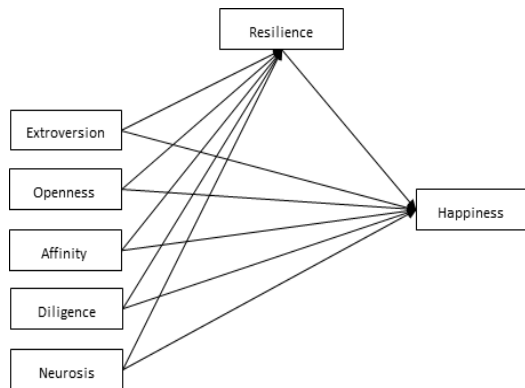 Resilience
Extroversion
Openness
Affinity
Diligence
Neurosis
Happiness